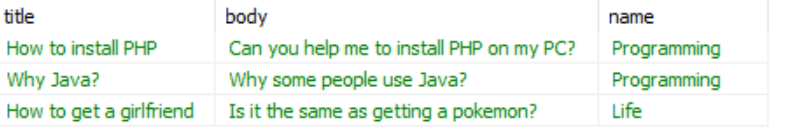 title body name
How to install PHP Can you help me to install PHP on my PC? Programming
Why Java? Why some people use Java? Programming
How to get a girlfriend Is it the same as getting a pokemon? Life